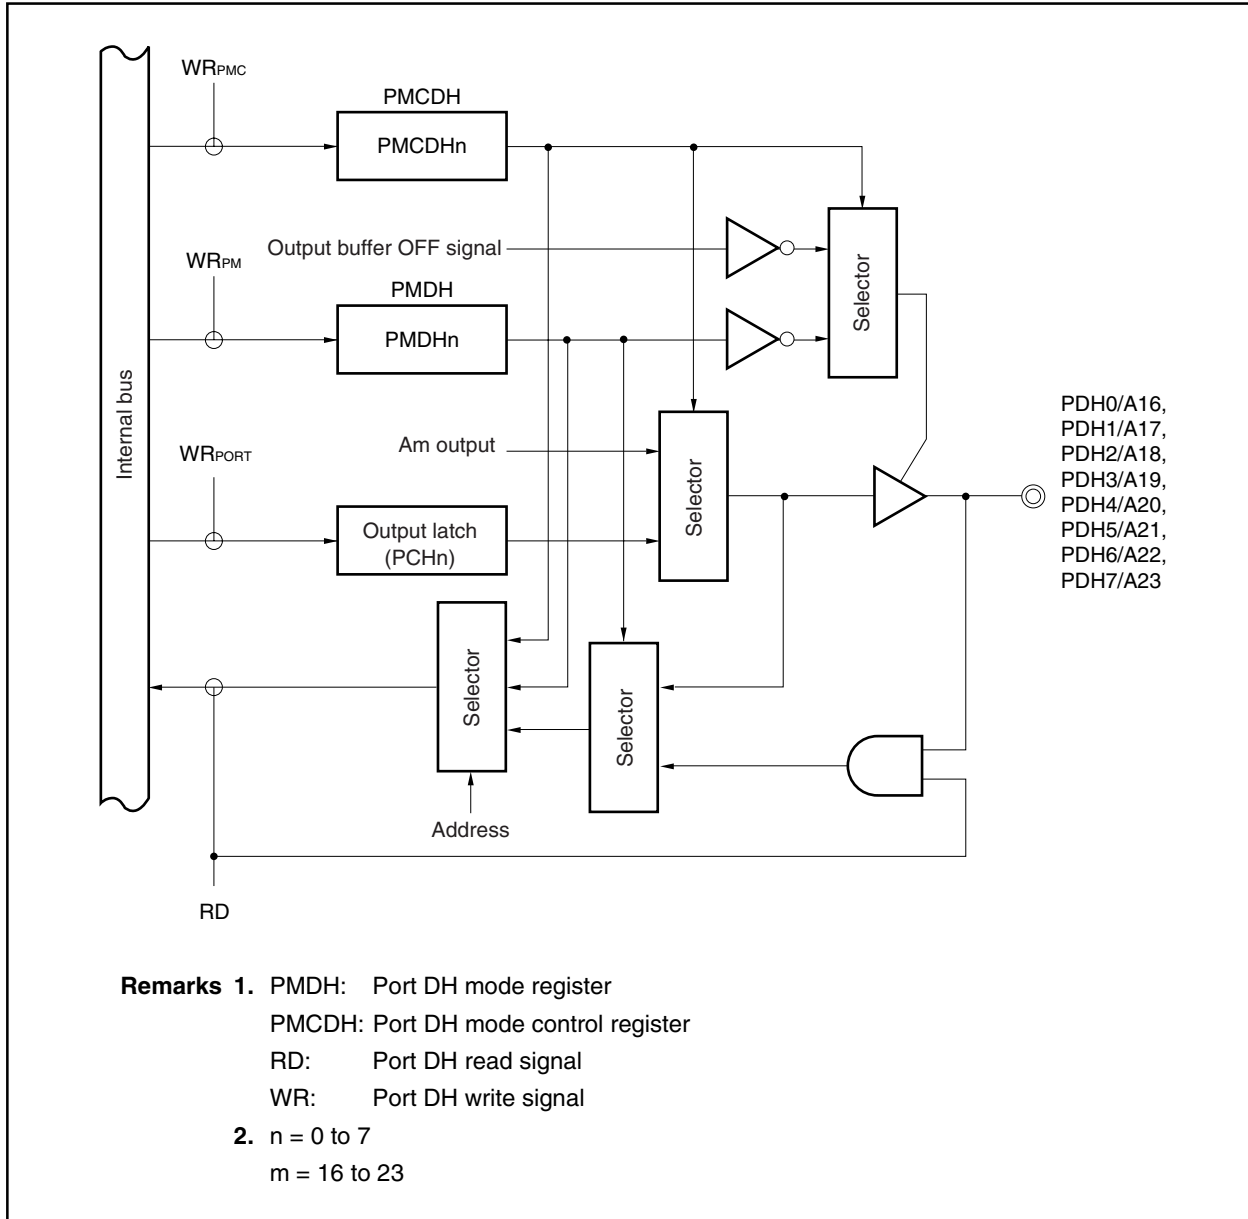 WRPMC
PMCDH
PMCDHn
Output buffer OFF signal
WRPM
PMDH
PMDHn
Selector
Internal bus
PDH0/A16,
PDH1/A17,
PDH2/A18,
PDH3/A19,
PDH4/A20,
PDH5/A21,
PDH6/A22,
PDH7/A23
WRPORT
Am output
Selector
Output latch
(PCHn)
Selector
Selector
Address
RD
Remarks 1. PMDH: Port DH mode register
PMCDH: Port DH mode control register
RD: Port DH read signal
WR: Port DH write signal
2. n = 0 to 7
m = 16 to 23